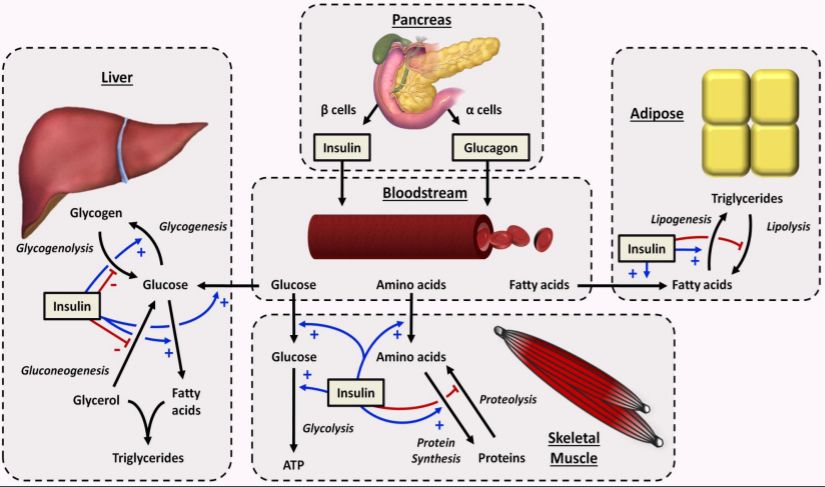 Pancreas
β cells
α cells
Insulin
Glucagon
Liver
Glycogen
Glycogenesis
Glycogenolysis
+
-
Glucose
Insulin
+
-
+
Gluconeogenesis
Glycerol
Fatty
acids
Triglycerides
Bloodstream
Glucose
Amino acids
Fatty acids
Adipose
Triglycerides
Lipogenesis
Lipolysis
Insulin
+
+
Fatty acids
+
+
Glucose
Amino acids
+
Insulin
Proteolysis
+
Glycolysis
Protein
Synthesis
Proteins
ATP
Skeletal
Muscle